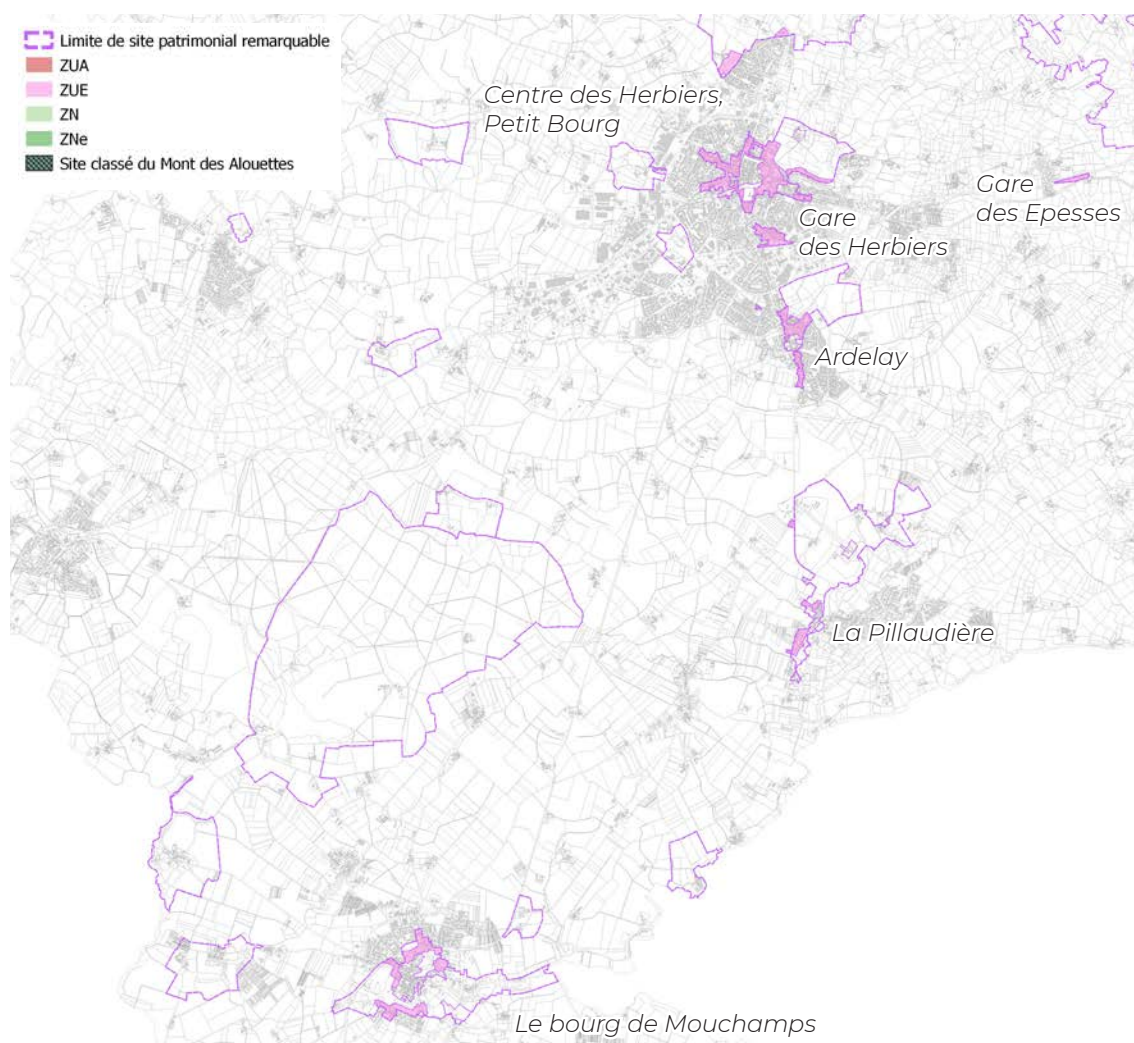 Limite de site patrimonial remarquable
ZUA
ZUE
ZN
ZNe
Site classé du Mont des Alouettes
Centre des Herbiers,
Petit Bourg
Gare
des Epesses
Gare
des Herbiers
Ardelay
La Pillaudière
Le bourg de Mouchamps